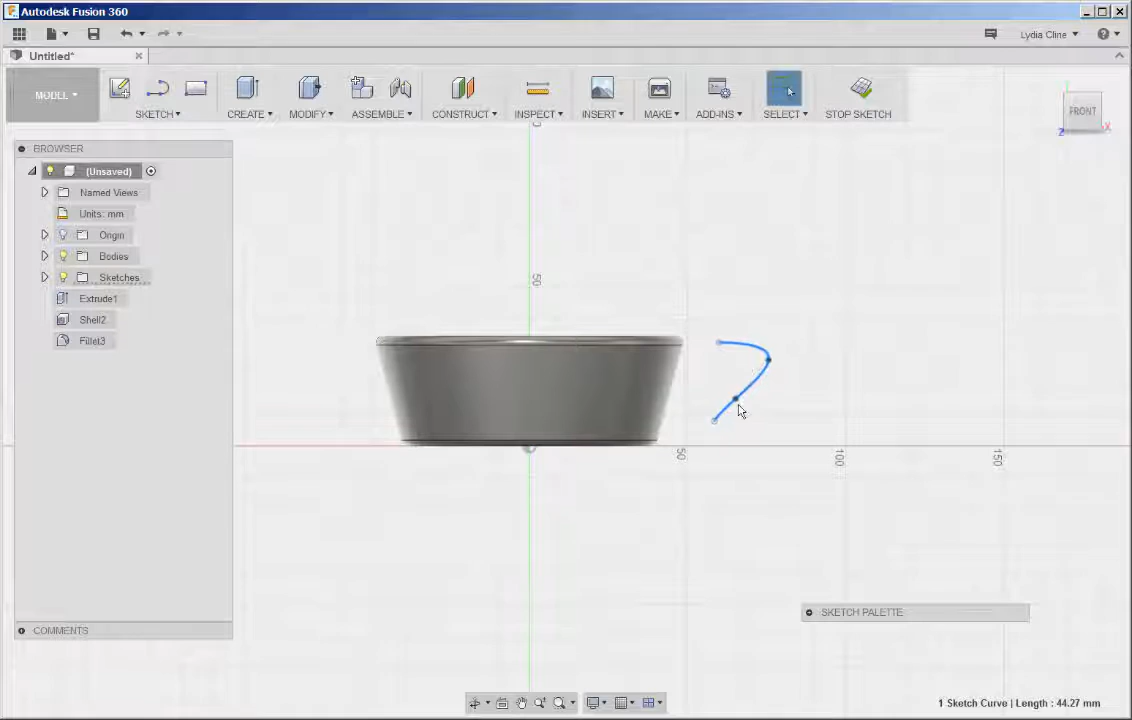 Autodesk Fusion 360
Lydia Cline
Untitled*
MODEL
SKETCH
CREATE
MODIFY
ASSEMBLE
CONSTRUCT
INSPECT
INSERT
MAKE
ADD-INS
SELECT
STOP SKETCH
FRONT
X
Z
BROWSER
(Unsaved)
Named Views
Units: mm
Origin
Bodies
Sketches
Extrude1
Shell2
Fillet3
50
50
100
150
SKETCH PALETTE
COMMENTS
1 Sketch Curve | Length : 44.27 mm